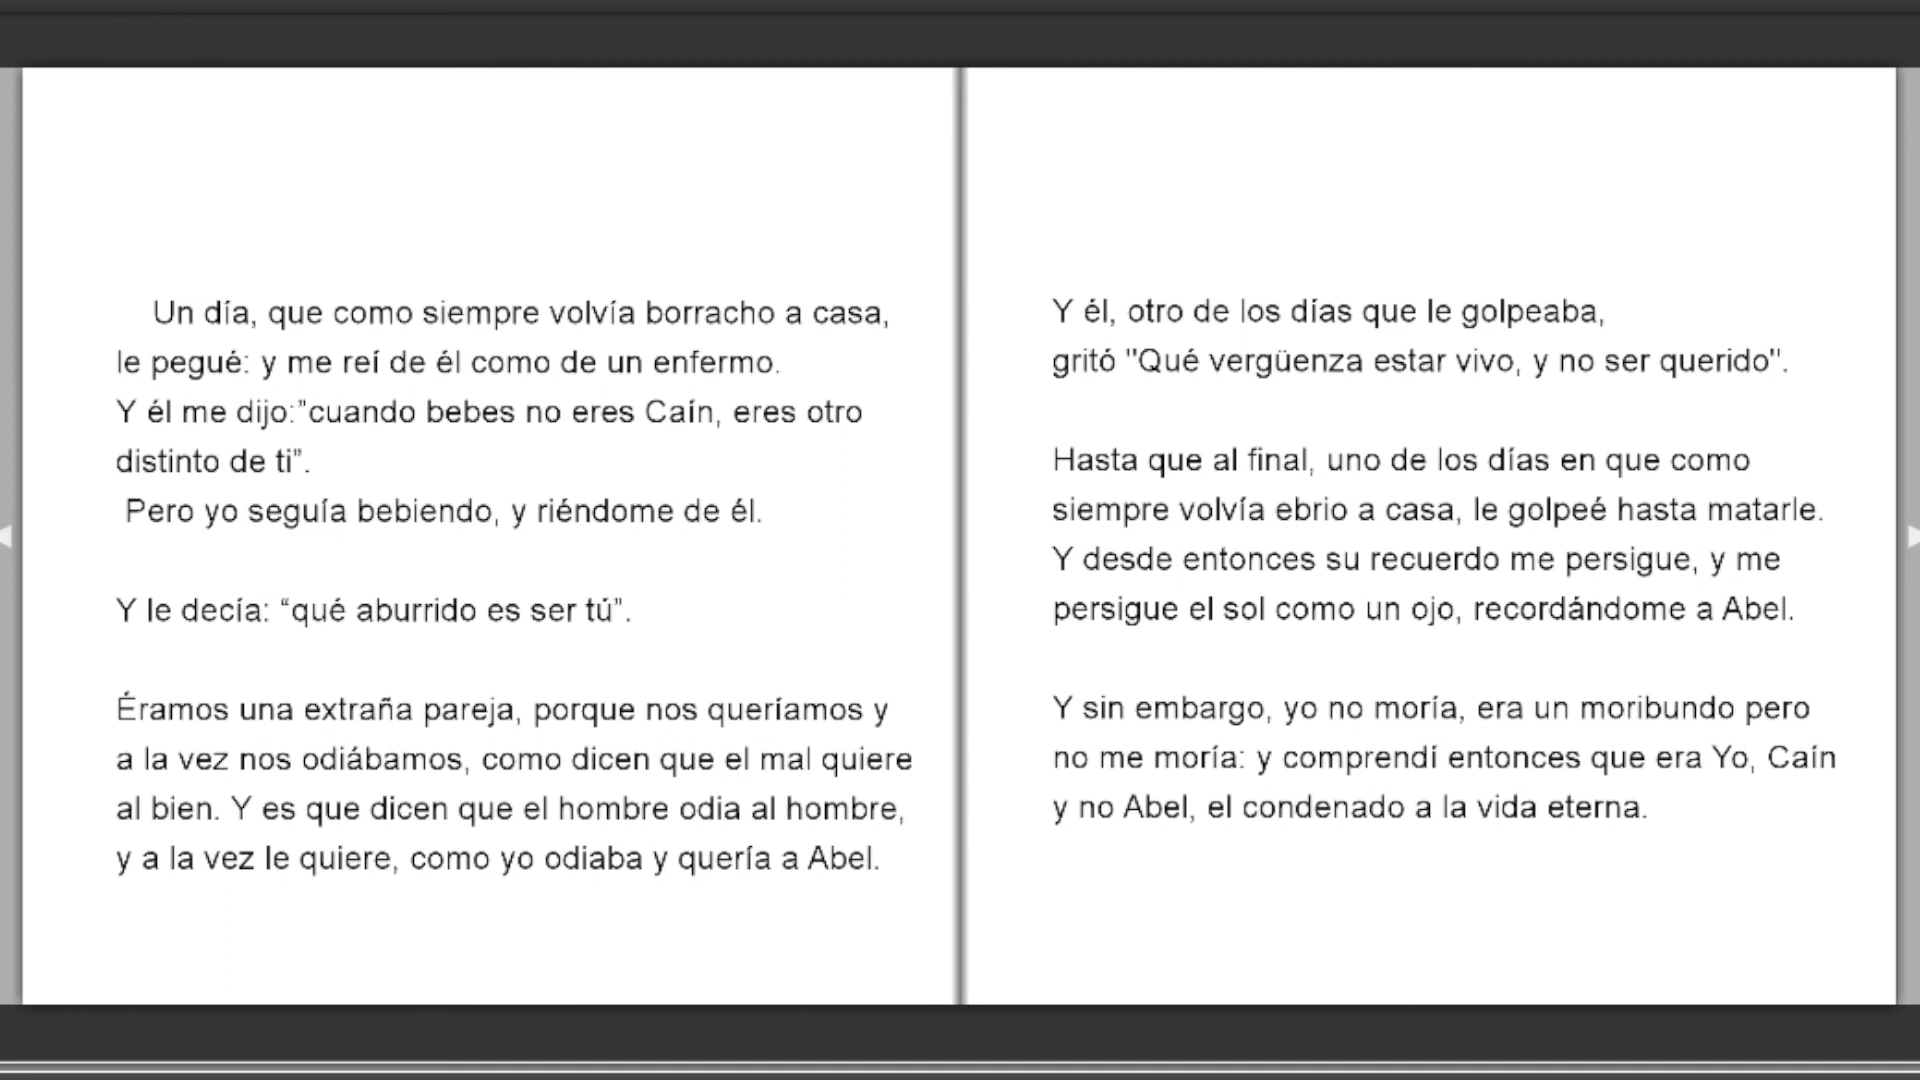 Un día, que como siempre volvía borracho a casa,
le pegué: y me reí de él como de un enfermo.
Y él me dijo:”cuando bebes no eres Caín, eres otro
distinto de ti”.
Pero yo seguía bebiendo, y riéndome de él.
Y le decía: “qué aburrido es ser tú”.
Éramos una extraña pareja, porque nos queríamos y
a la vez nos odiábamos, como dicen que el mal quiere
al bien. Y es que dicen que el hombre odia al hombre,
y a la vez le quiere, como yo odiaba y quería a Abel.
Y él, otro de los días que le golpeaba,
gritó "Qué vergüenza estar vivo, y no ser querido".
Hasta que al final, uno de los días en que como
siempre volvía ebrio a casa, le golpeé hasta matarle.
Y desde entonces su recuerdo me persigue, y me
persigue el sol como un ojo, recordándome a Abel.
Y sin embargo, yo no moría, era un moribundo pero
no me moría: y comprendí entonces que era Yo, Caín
y no Abel, el condenado a la vida eterna.